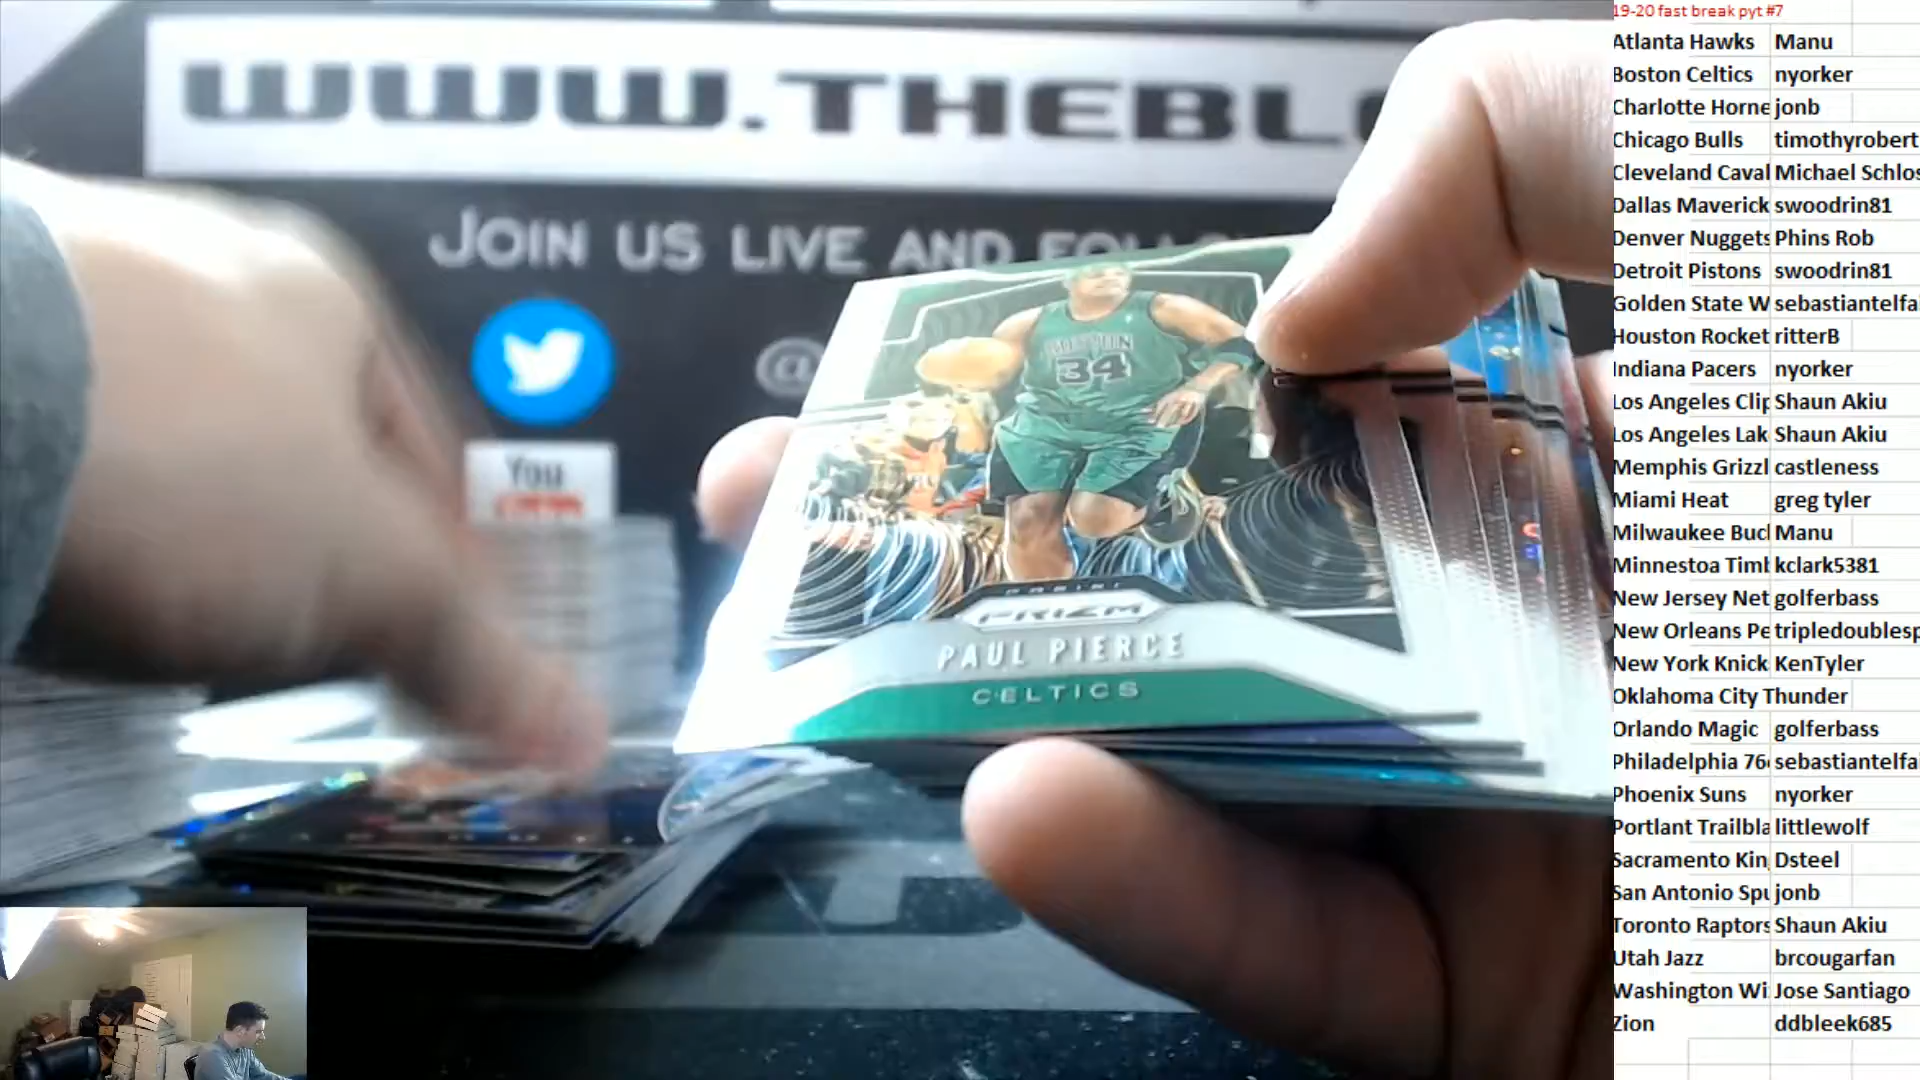 19-20 fast break pyt #7
WWW.THEBL
JOIN US LIVE AND FOLLO
@
You
34
PANINI
PRIZM
PAUL PIERCE
CELTICS
Atlanta Hawks Manu
Boston Celtics nyorker
Charlotte Horne jonb
Chicago Bulls timothyrobert
Cleveland Caval Michael Schlos
Dallas Maverick swoodrin81
Denver Nuggets Phins Rob
Detroit Pistons swoodrin81
Golden State W sebastiantelfai
Houston Rocket ritterB
Indiana Pacers nyorker
Los Angeles Clip Shaun Akiu
Los Angeles Lak Shaun Akiu
Memphis Grizzl castleness
Miami Heat greg tyler
Milwaukee Buc Manu
Minnestoa Timb kclark5381
New Jersey Net golferbass
New Orleans Pe tripledoublesp
New York Knick KenTyler
Oklahoma City Thunder
Orlando Magic golferbass
Philadelphia 76 sebastiantelfai
Phoenix Suns nyorker
Portlant Trailbla littlewolf
Sacramento Kin Dsteel
San Antonio Spu jonb
Toronto Raptors Shaun Akiu
Utah Jazz brcougarfan
Washington Wi Jose Santiago
Zion ddbleek685